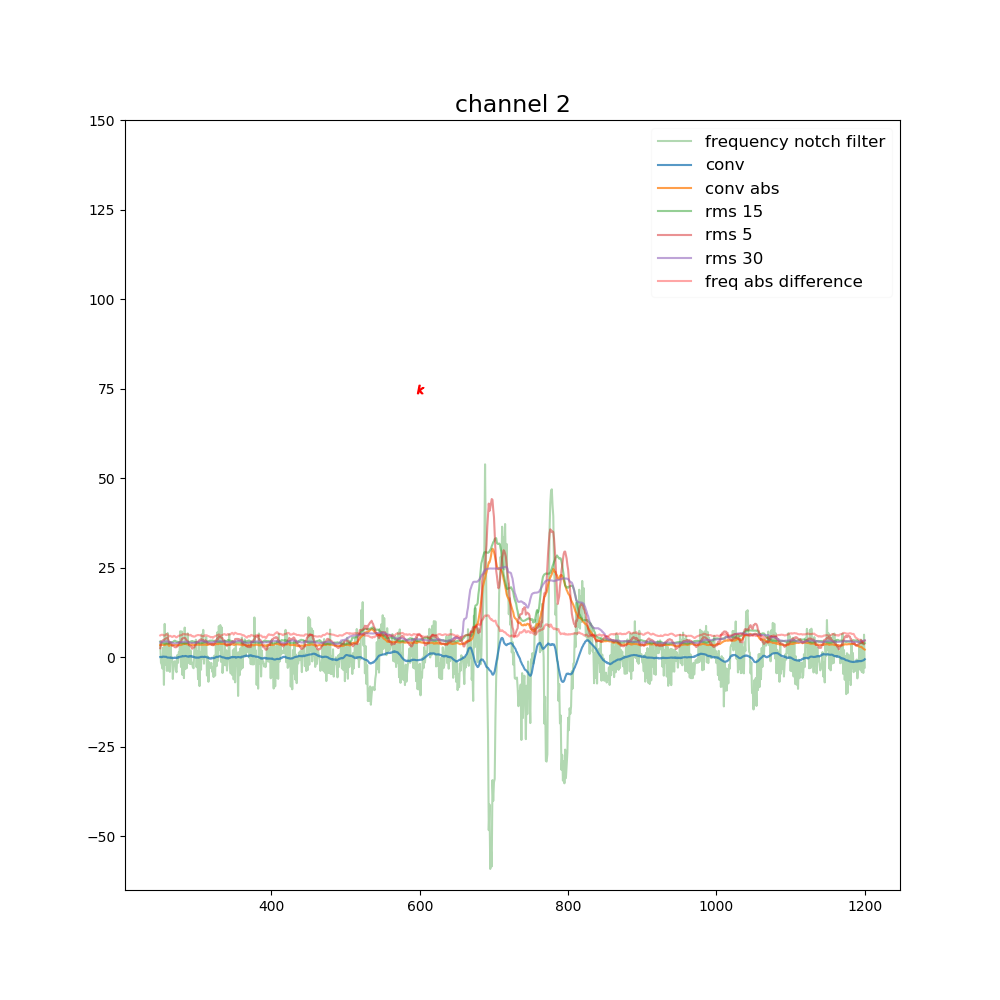 channel 2
150
125
100
75
50
25
0
−25
−50
frequency notch filter
conv
conv abs
rms 15
rms 5
rms 30
freq abs difference
k
400 600 800 1000 1200